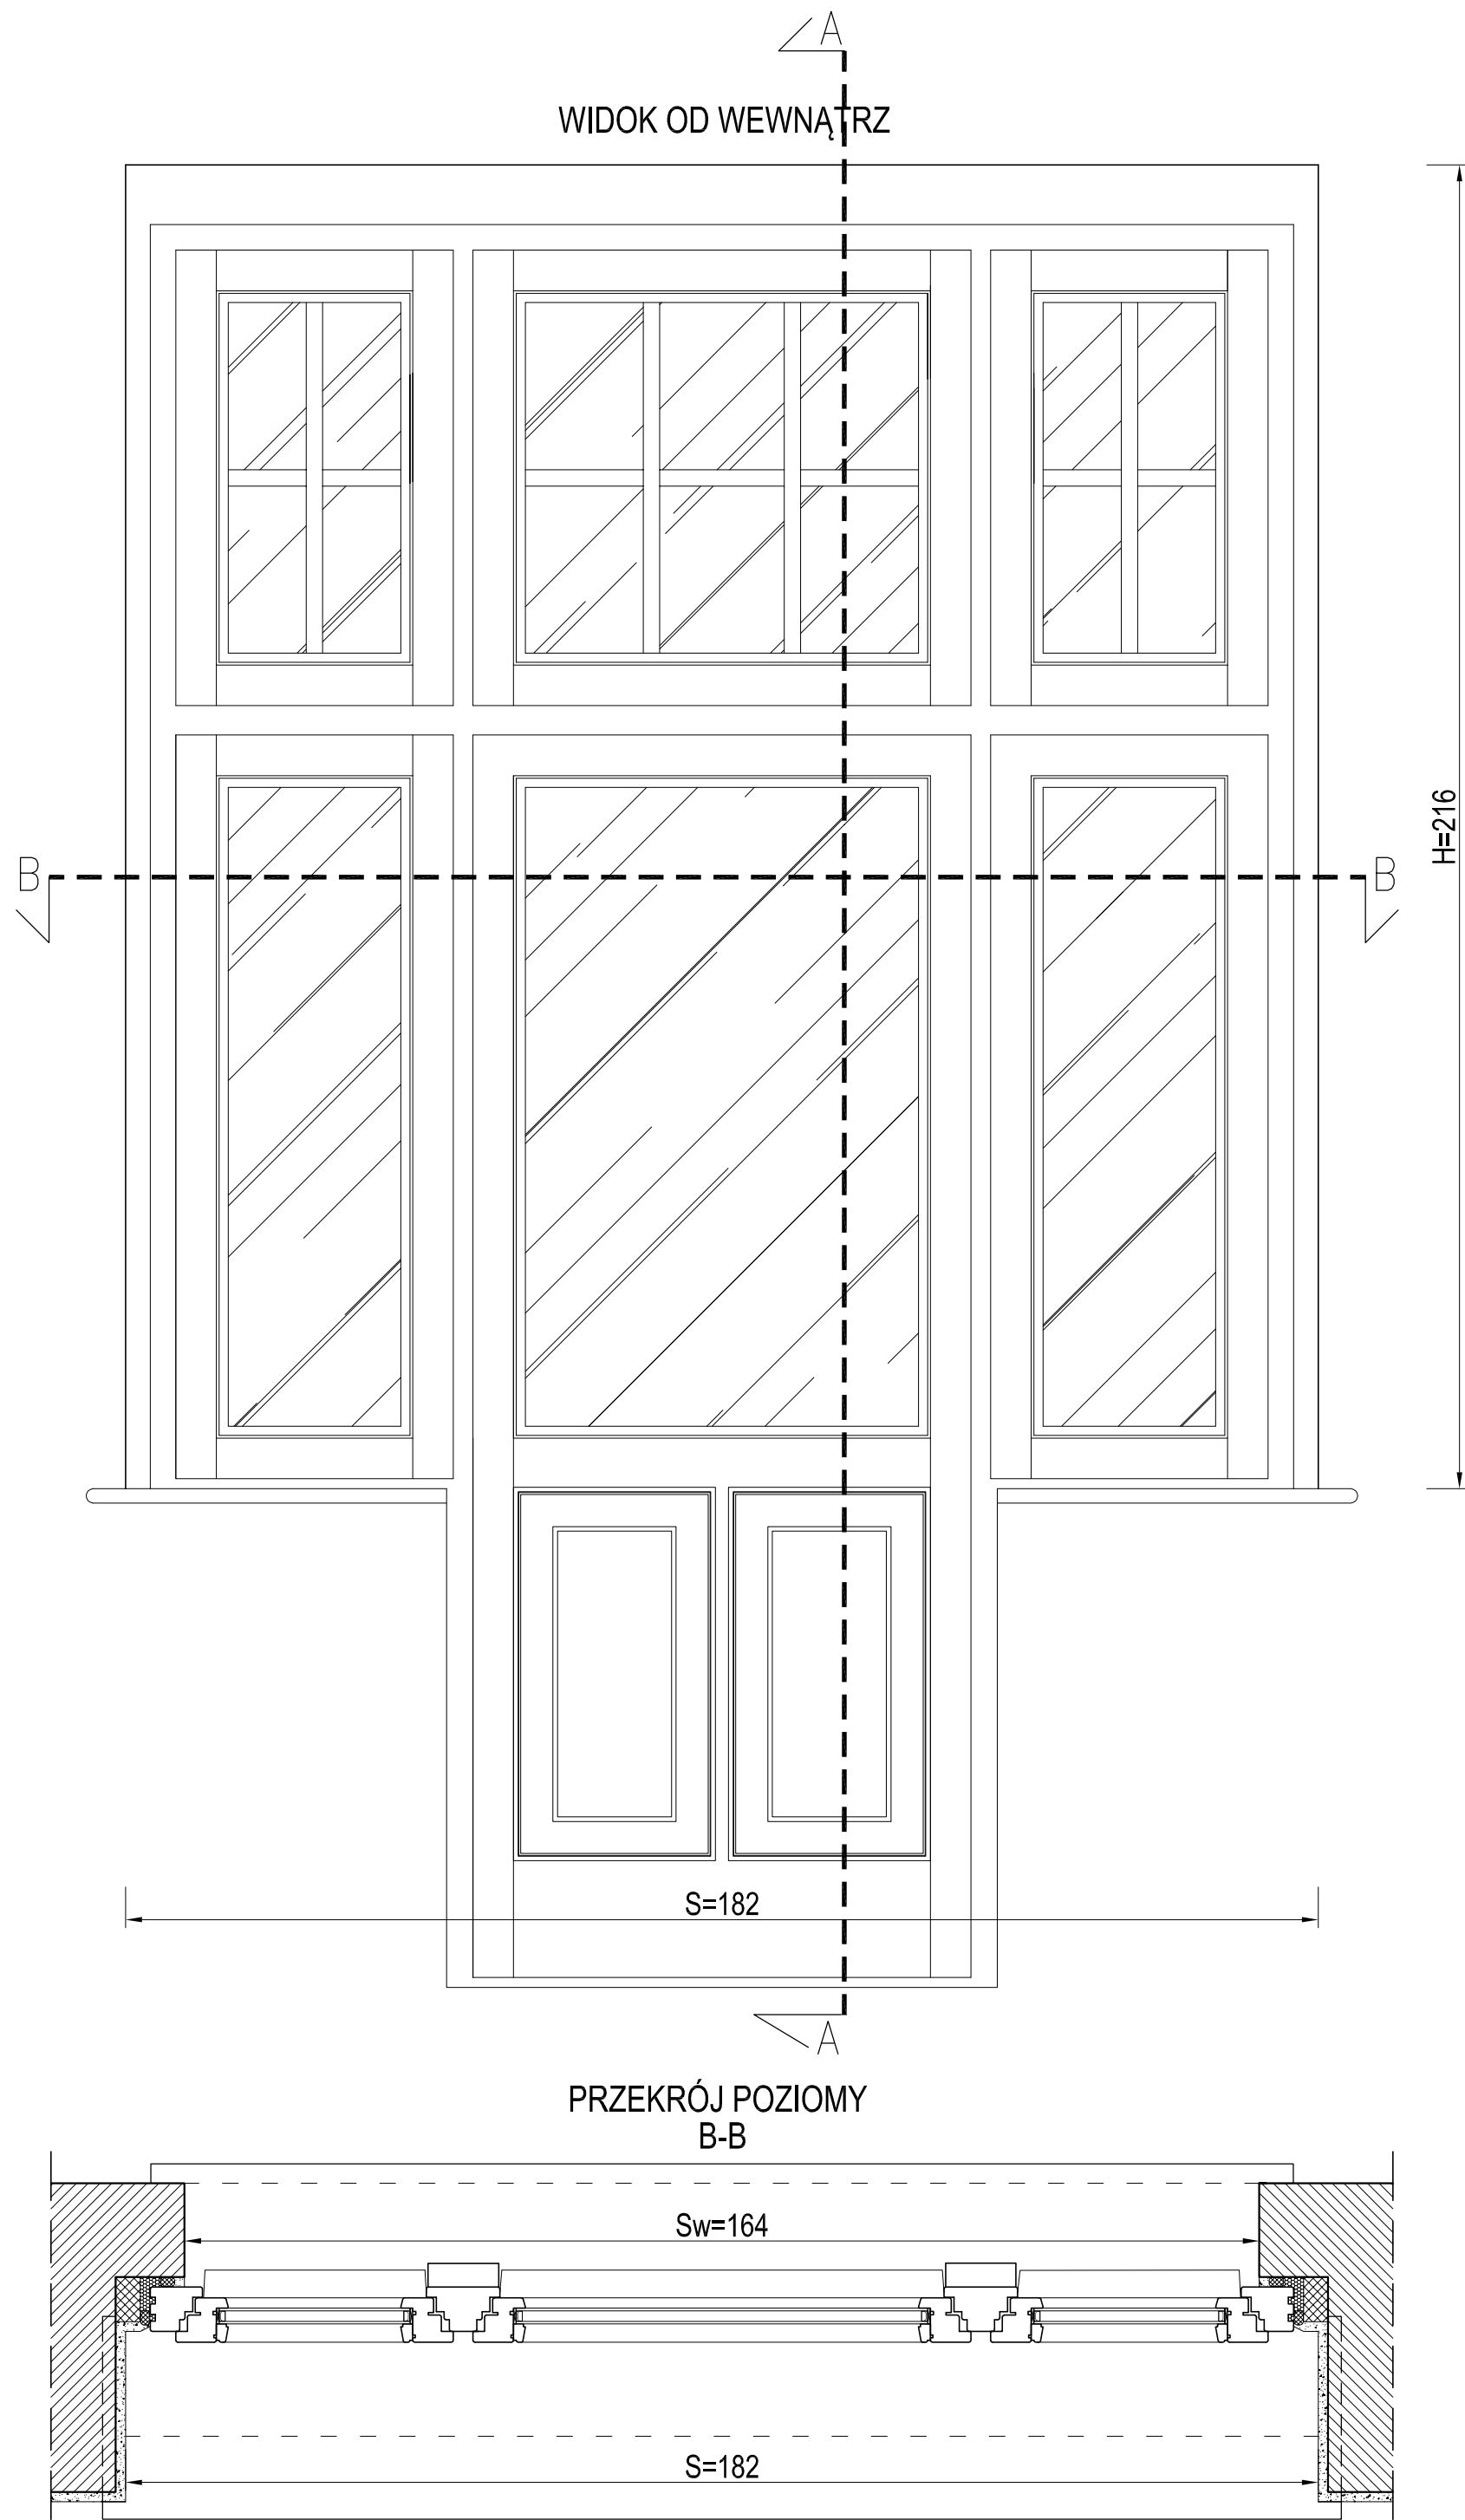 A
WIDOK OD WEWNĄTRZ
H=216
B
B
S=182
A
PRZEKRÓJ POZIOMY
B-B
Sw=164
S=182